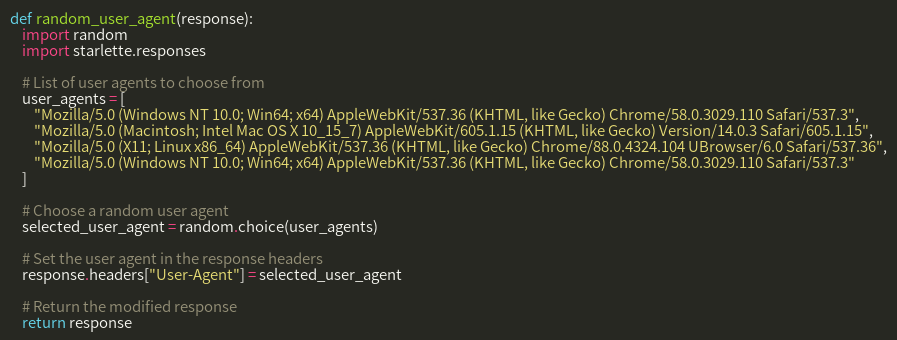 def random_user_agent(response):
import random
import starlette.responses
# List of user agents to choose from
user_agents = [
"Mozilla/5.0 (Windows NT 10.0; Win64; x64) AppleWebKit/537.36 (KHTML, like Gecko) Chrome/58.0.3029.110 Safari/537.3",
"Mozilla/5.0 (Macintosh; Intel Mac OS X 10_15_7) AppleWebKit/605.1.15 (KHTML, like Gecko) Version/14.0.3 Safari/605.1.15",
"Mozilla/5.0 (X11; Linux x86_64) AppleWebKit/537.36 (KHTML, like Gecko) Chrome/88.0.4324.104 UBrowser/6.0 Safari/537.36",
"Mozilla/5.0 (Windows NT 10.0; Win64; x64) AppleWebKit/537.36 (KHTML, like Gecko) Chrome/58.0.3029.110 Safari/537.3"
]
# Choose a random user agent
selected_user_agent = random.choice(user_agents)
# Set the user agent in the response headers
response.headers["User-Agent"] = selected_user_agent
# Return the modified response
return response